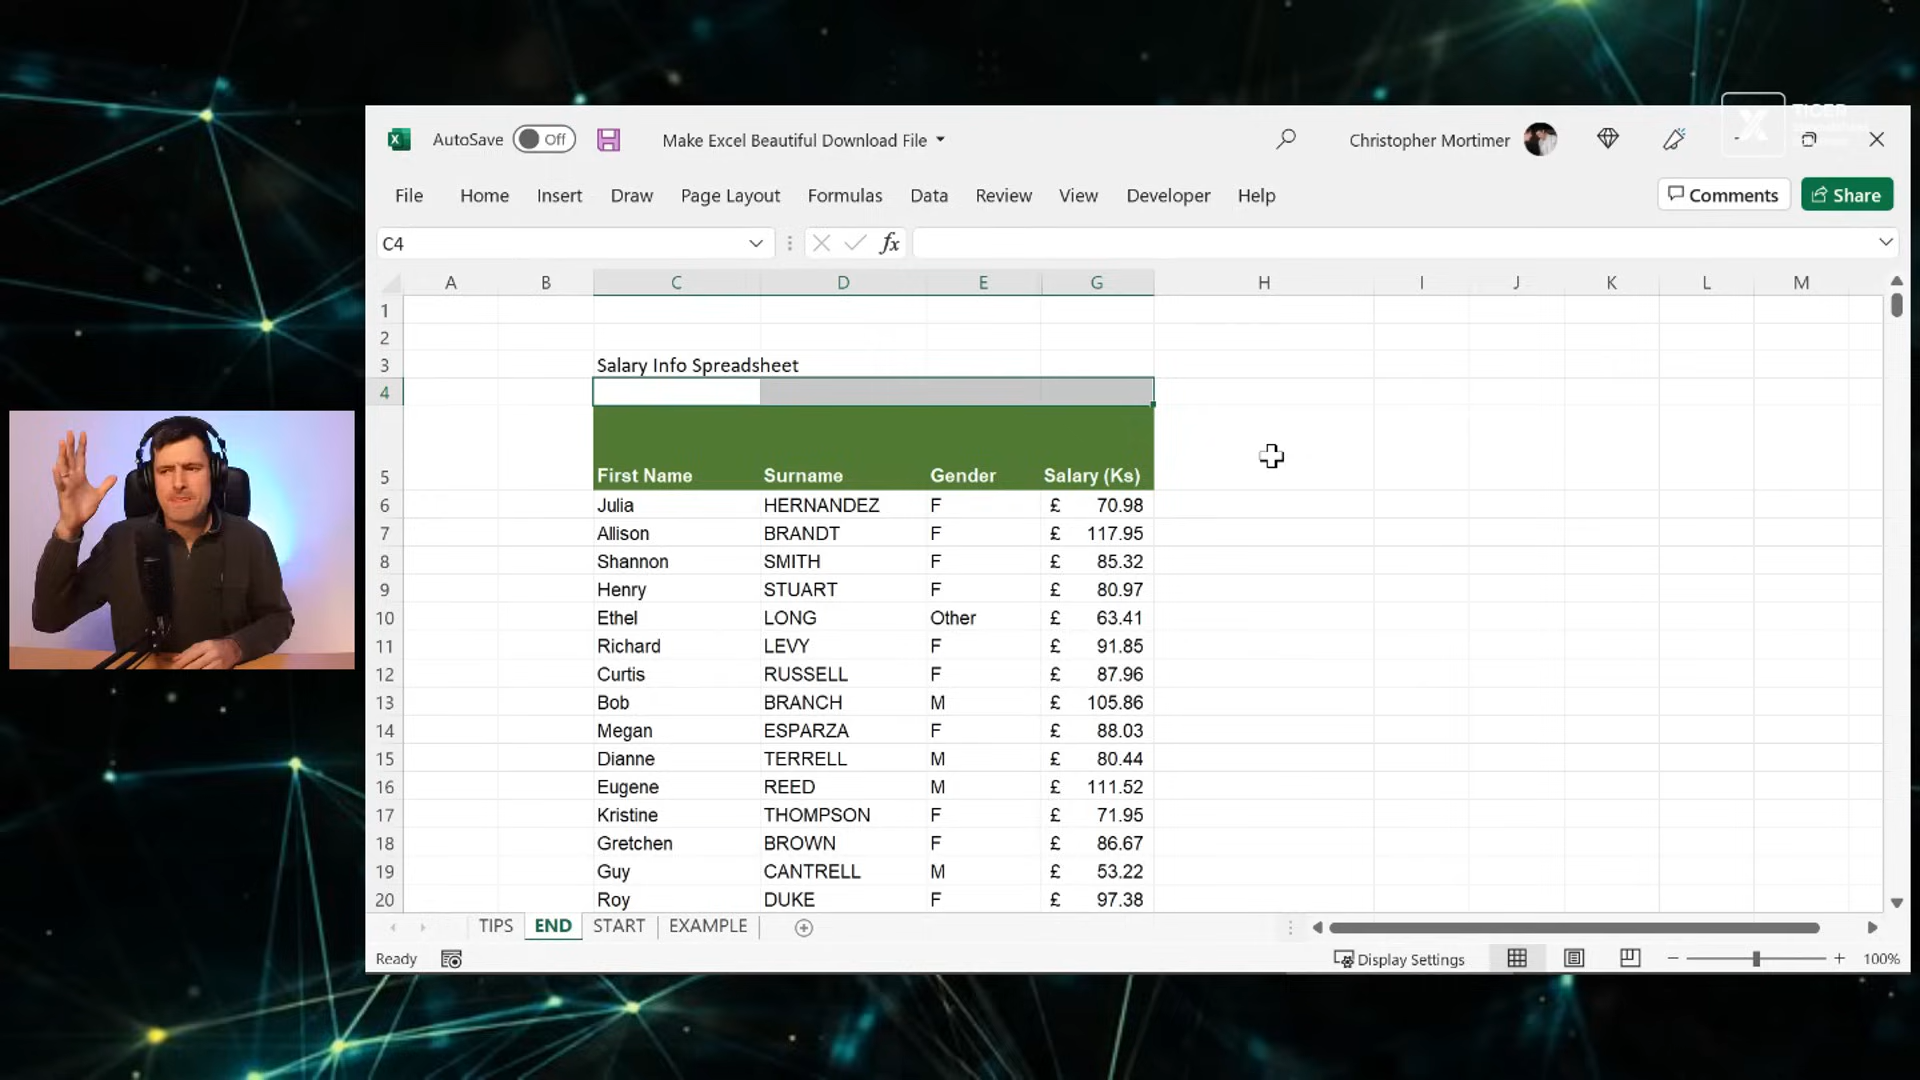 TIGER
AutoSave Off Make Excel Beautiful Download File Christopher Mortimer
File Home Insert Draw Page Layout Formulas Data Review View Developer Help Comments Share
C4 fx
A B C D E G H I J K L M
1
2
3 Salary Info Spreadsheet
4
5 First Name Surname Gender Salary (Ks)
6 Julia HERNANDEZ F £ 70.98
7 Allison BRANDT F £ 117.95
8 Shannon SMITH F £ 85.32
9 Henry STUART F £ 80.97
10 Ethel LONG Other £ 63.41
11 Richard LEVY F £ 91.85
12 Curtis RUSSELL F £ 87.96
13 Bob BRANCH M £ 105.86
14 Megan ESPARZA F £ 88.03
15 Dianne TERRELL M £ 80.44
16 Eugene REED M £ 111.52
17 Kristine THOMPSON F £ 71.95
18 Gretchen BROWN F £ 86.67
19 Guy CANTRELL M £ 53.22
20 Roy DUKE F £ 97.38
TIPS END START EXAMPLE
Ready Display Settings 100%